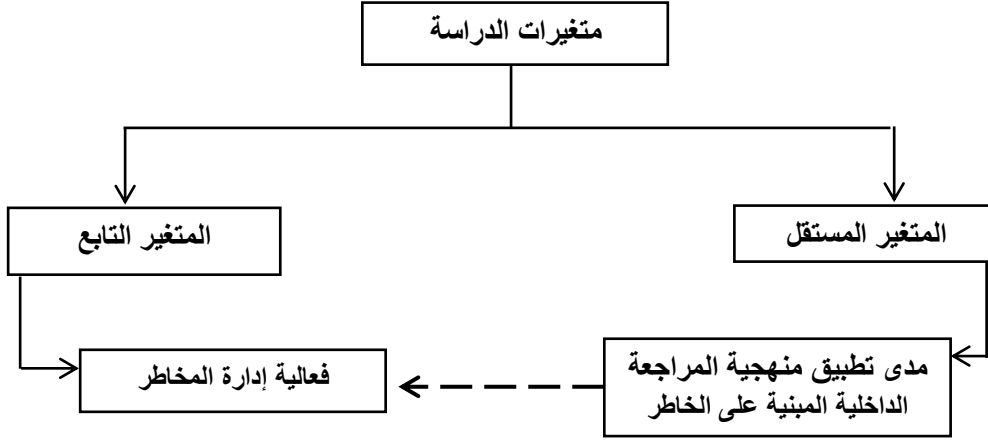 متغيرات الدراسة
المتغير المستقل
المتغير التابع
مدى تطبيق منهجية المراجعة
الداخلية المبنية على الخاطر
فعالية إدارة المخاطر